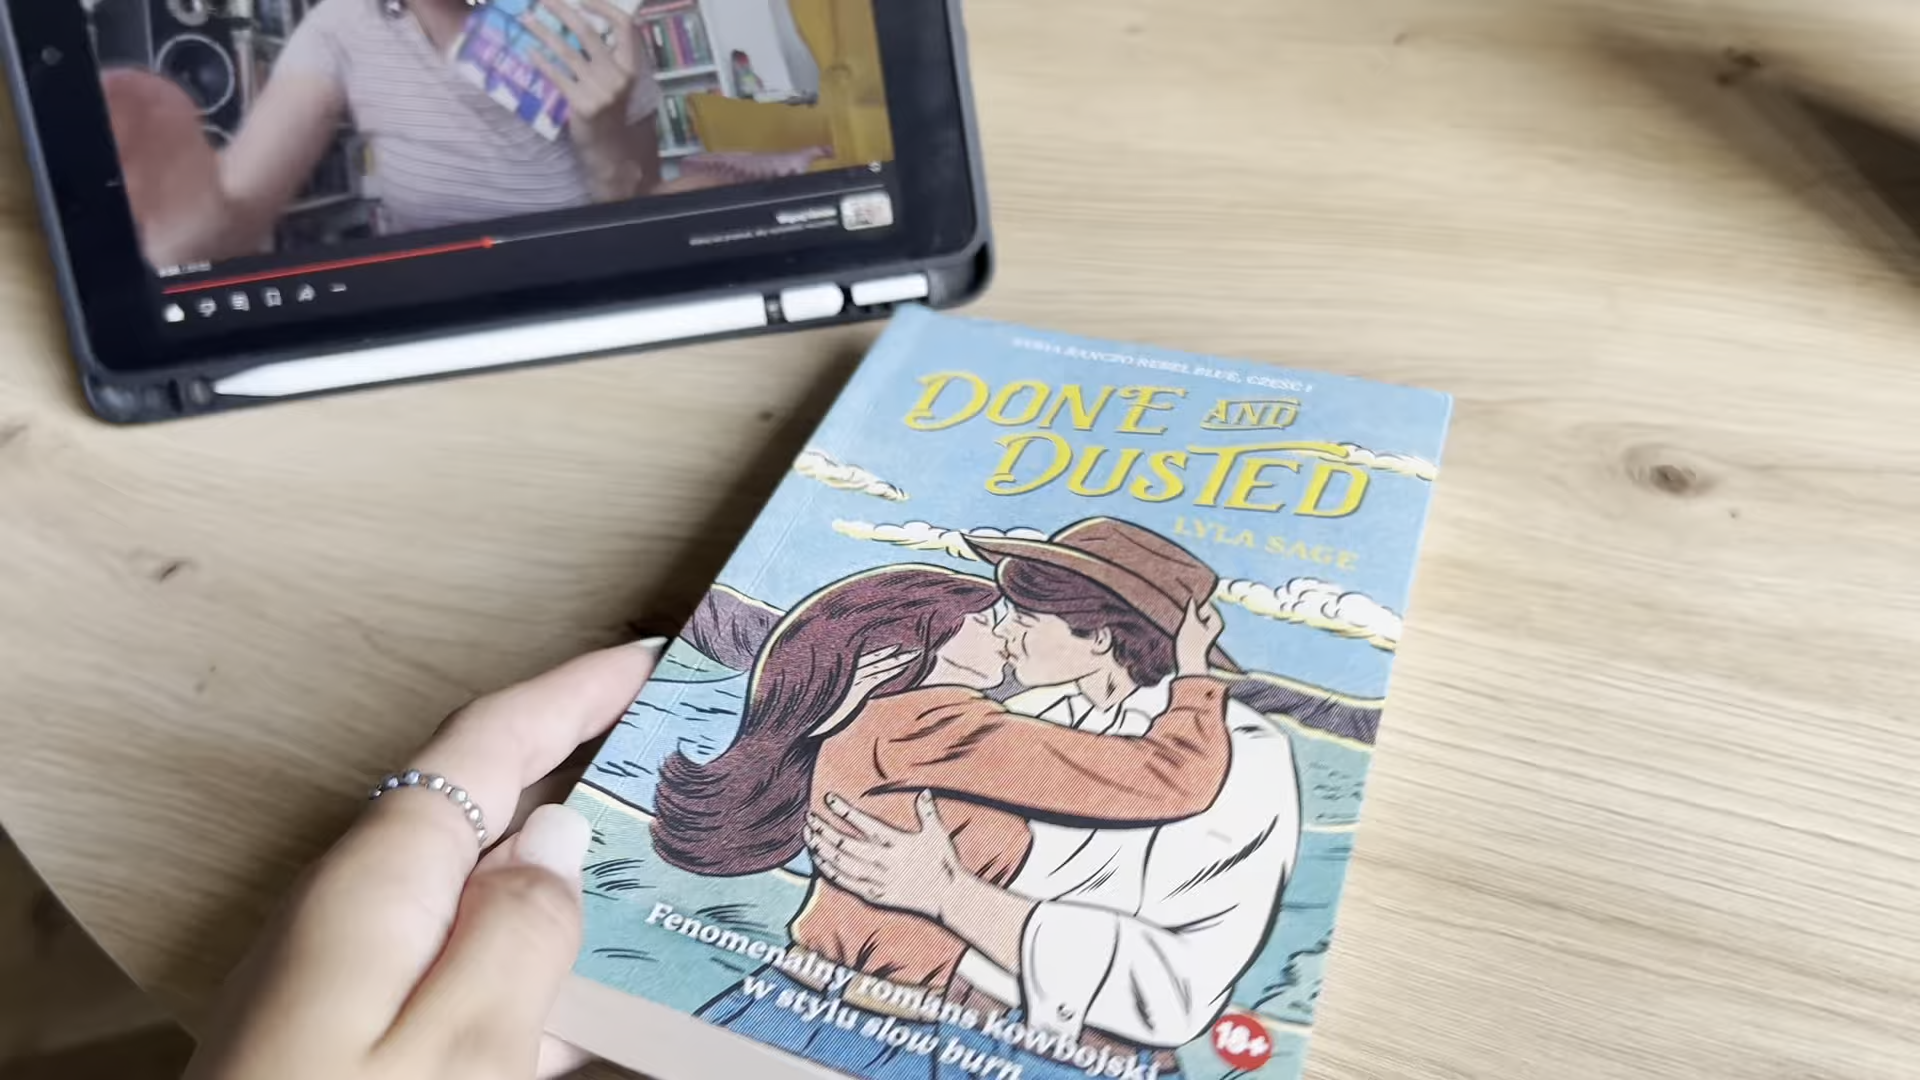 SERIA RANCZO REBEL BLUE, CZĘŚĆ 1
DONE AND
DUSTED
LYLA SAGE
Fenomenalny romans kowbojski
w stylu slow burn
18+